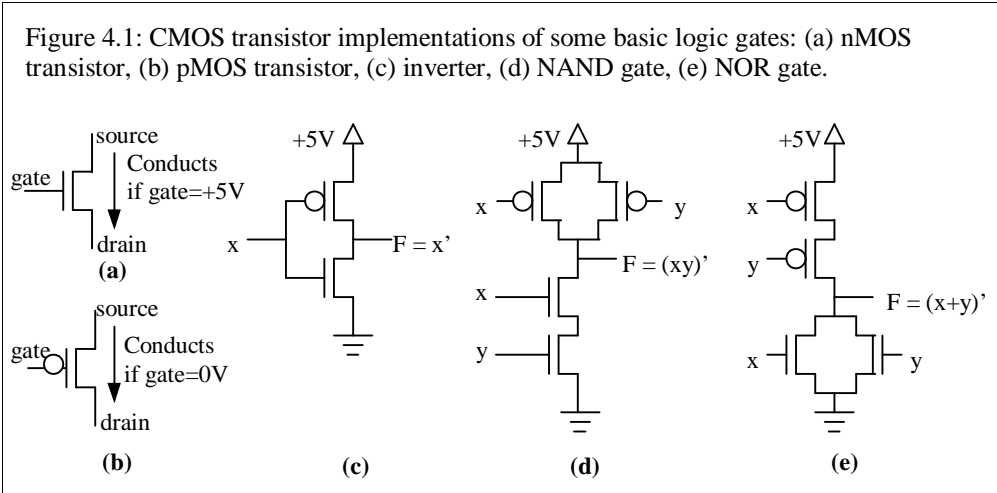 Figure 4.1: CMOS transistor implementations of some basic logic gates: (a) nMOS
transistor, (b) pMOS transistor, (c) inverter, (d) NAND gate, (e) NOR gate.
source
gate
Conducts
if gate=+5V
drain
(a)
source
gate
Conducts
if gate=0V
drain
(b)
+5V
x
F = x'
(c)
+5V
x
y
F = (xy)'
x
y
(d)
+5V
x
y
F = (x+y)'
x
y
(e)